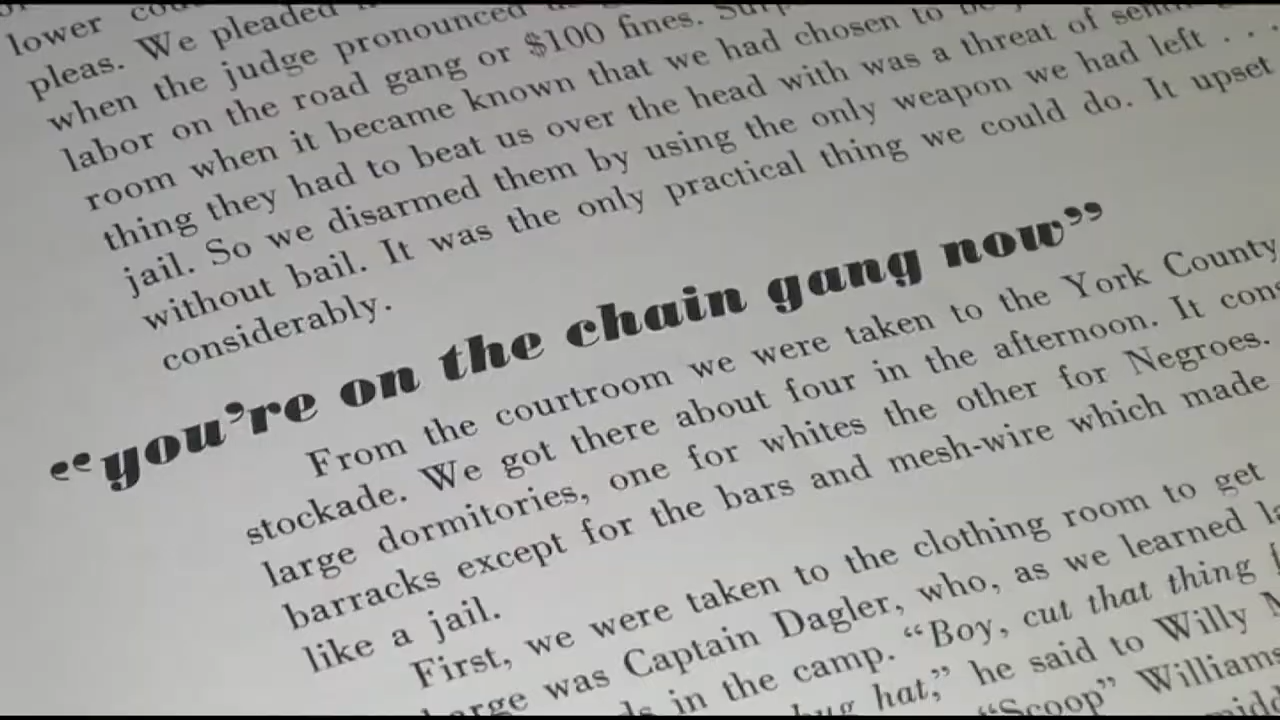 lower
pleas. We pleaded
when the judge pronounced
labor on the road gang or $100 fines.
room when it became known that we had chosen to be
thing they had to beat us over the head with was a threat of
jail. So we disarmed them by using the only weapon we had left . . .
without bail. It was the only practical thing we could do. It upset
considerably.
“you’re on the chain gang now”
From the courtroom we were taken to the York County
stockade. We got there about four in the afternoon. It
large dormitories, one for whites the other for Negroes.
barracks except for the bars and mesh-wire which made
like a jail.
First, we were taken to the clothing room to get
was Captain Dagler, who, as we learned
in the camp. “Boy, cut that thing
hat,” he said to Willy
“Scoop” Williams